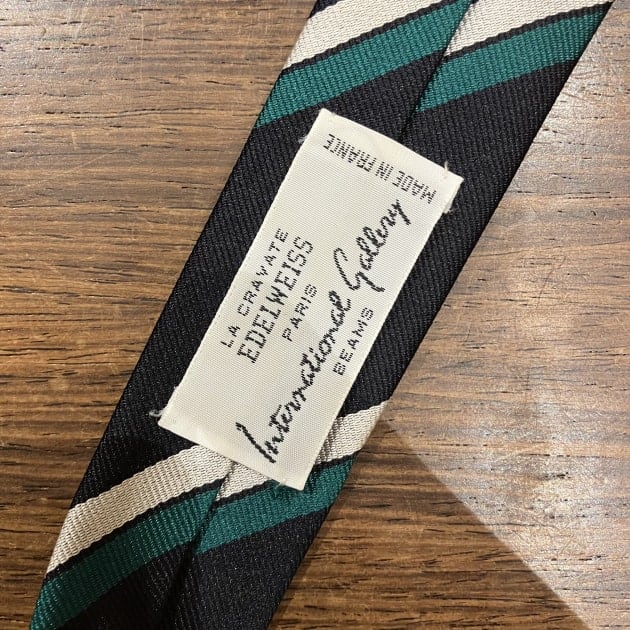 LA CRAVATE
EDELWEISS
PARIS
International Gallery
BEAMS
MADE IN FRANCE